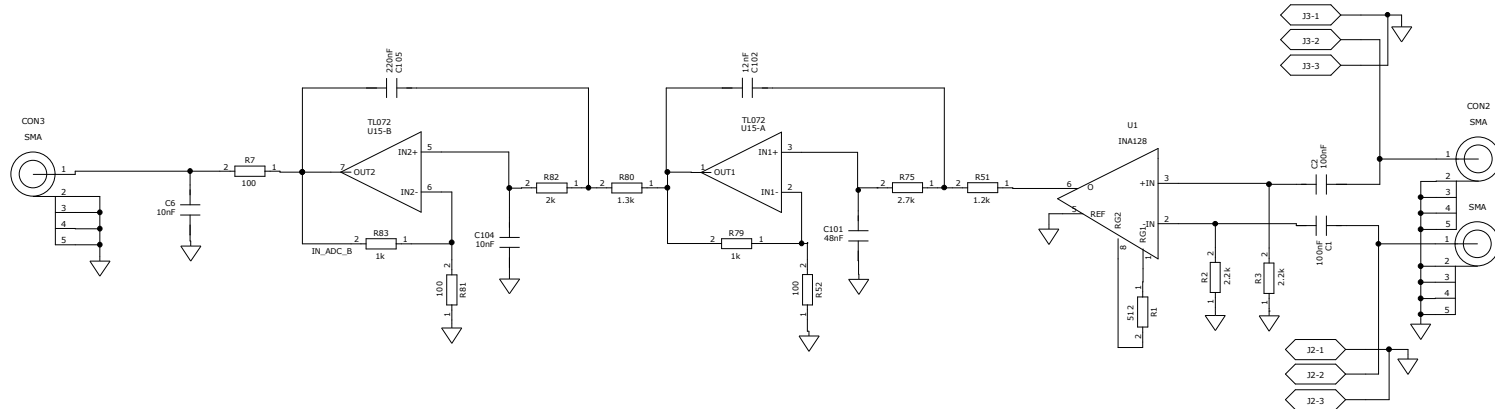 CON3
SMA
1
2
3
4
5
C6
10nF
2
R7
1
100
220nF
C105
TL072
U15-B
7
OUT2
IN2+
5
IN2-
6
IN_ADC_B
2
R83
1
1k
2
100
R81
1
C104
10nF
2
R82
1
2k
2
R80
1
1.3k
12nF
C102
TL072
U15-A
1
OUT1
IN1+
3
IN1-
2
2
R79
1
1k
2
100
R52
1
C101
48nF
2
R75
1
2.7k
2
R51
1
1.2k
U1
INA128
6
O
+IN
3
5
REF
-IN
2
RG2
RG1
8
1
1
512
R1
2
2
R2
2.2k
1
2
R3
2.2k
1
C2
100nF
100nF
C1
J3-1
J3-2
J3-3
CON2
SMA
1
2
3
4
5
SMA
1
2
3
4
5
J2-1
J2-2
J2-3